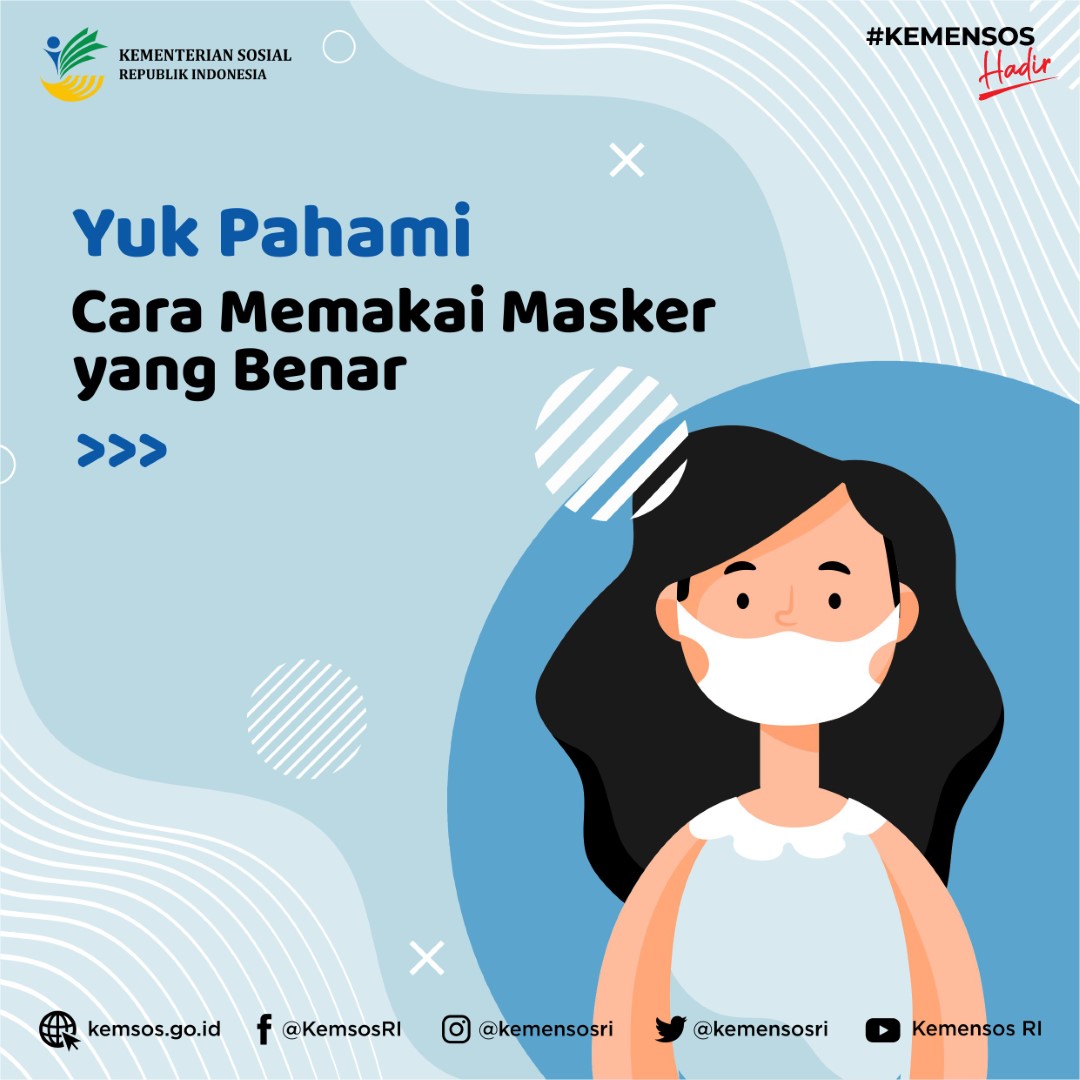 KEMENTERIAN SOSIAL
REPUBLIK INDONESIA
#KEMENSOS
Hadir
Yuk Pahami
Cara Memakai Masker
yang Benar
>>>
kemsos.go.id
@KemsosRI
@kemensosri
@kemensosri
Kemensos RI